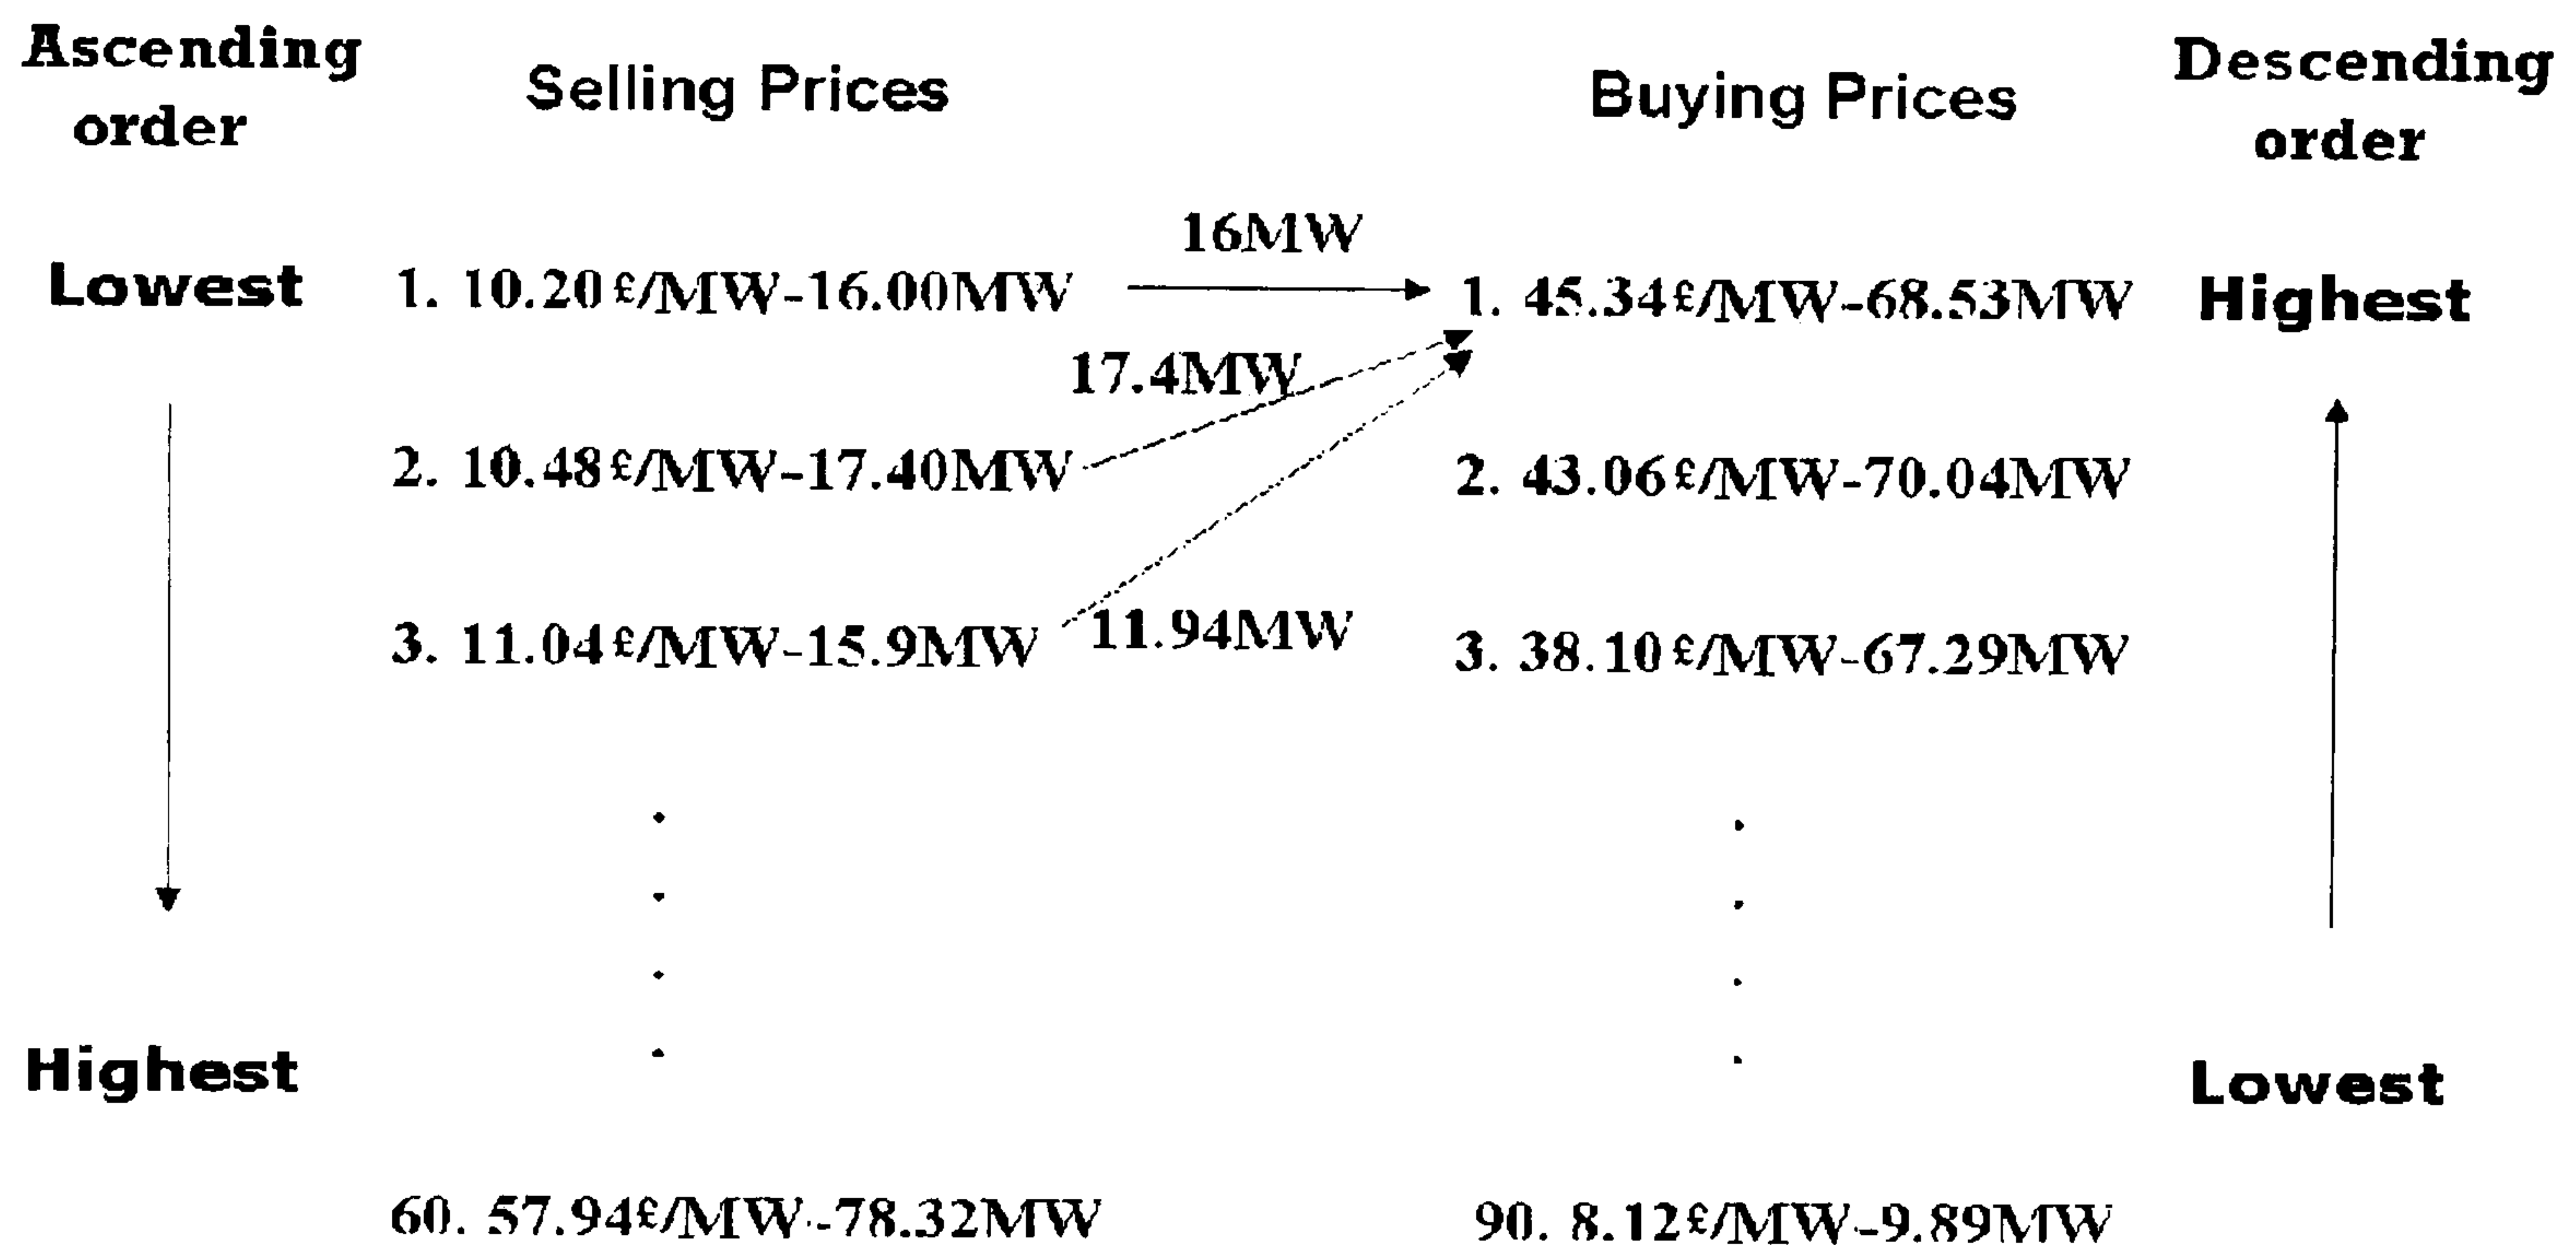 Ascending
order
Selling Prices
Buying Prices
Descending
order
16MW
Lowest
1. 10.20£/MW-16.00MW
1. 45.34£/MW-68.53MW
Highest
17.4MW
2. 10.48£/MW-17.40MW
2. 43.06£/MW-70.04MW
3. 11.04£/MW-15.9MW
11.94MW
3. 38.10£/MW-67.29MW
Highest
Lowest
60. 57.94£/MW-78.32MW
90. 8.12£/MW-9.89MW